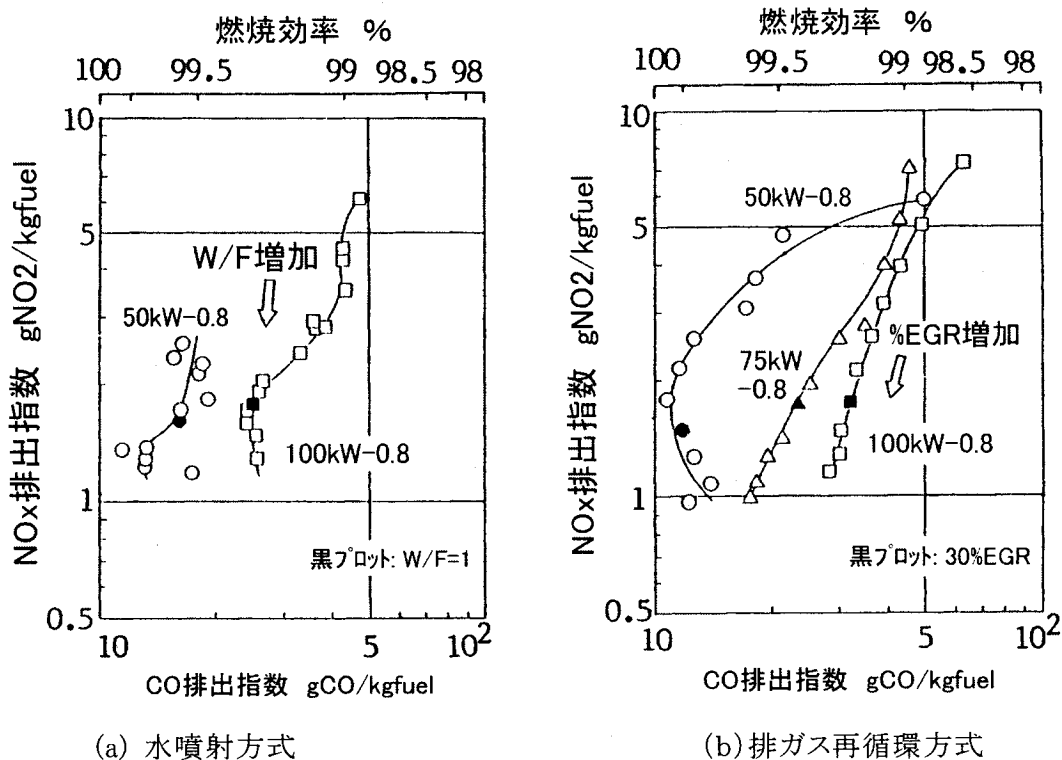 燃焼効率 %
100 99.5 99 98.5 98
10
5
1
0.5
NOx排出指数 gNO2/kgfuel
W/F増加
50kW-0.8
100kW-0.8
黒プロット: W/F=1
10 5 10²
CO排出指数 gCO/kgfuel
(a) 水噴射方式
燃焼効率 %
100 99.5 99 98.5 98
10
5
1
0.5
NOx排出指数 gNO2/kgfuel
50kW-0.8
%EGR増加
75kW
-0.8
100kW-0.8
黒プロット: 30%EGR
10 5 10²
CO排出指数 gCO/kgfuel
(b)排ガス再循環方式